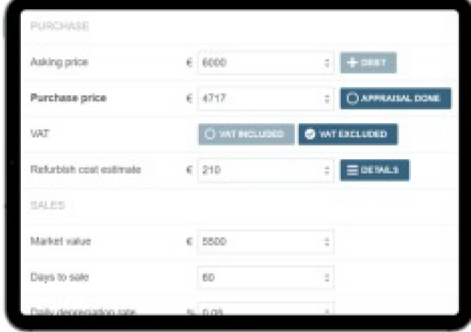 PURCHASE
Asking price € 6000 + DEBT
Purchase price € 4717 APPRAISAL DONE
VAT VAT INCLUDED VAT EXCLUDED
Refurbish cost estimate € 210 DETAILS
SALES
Market value € 5500
Days to sale 60
Daily depreciation rate % 0.05